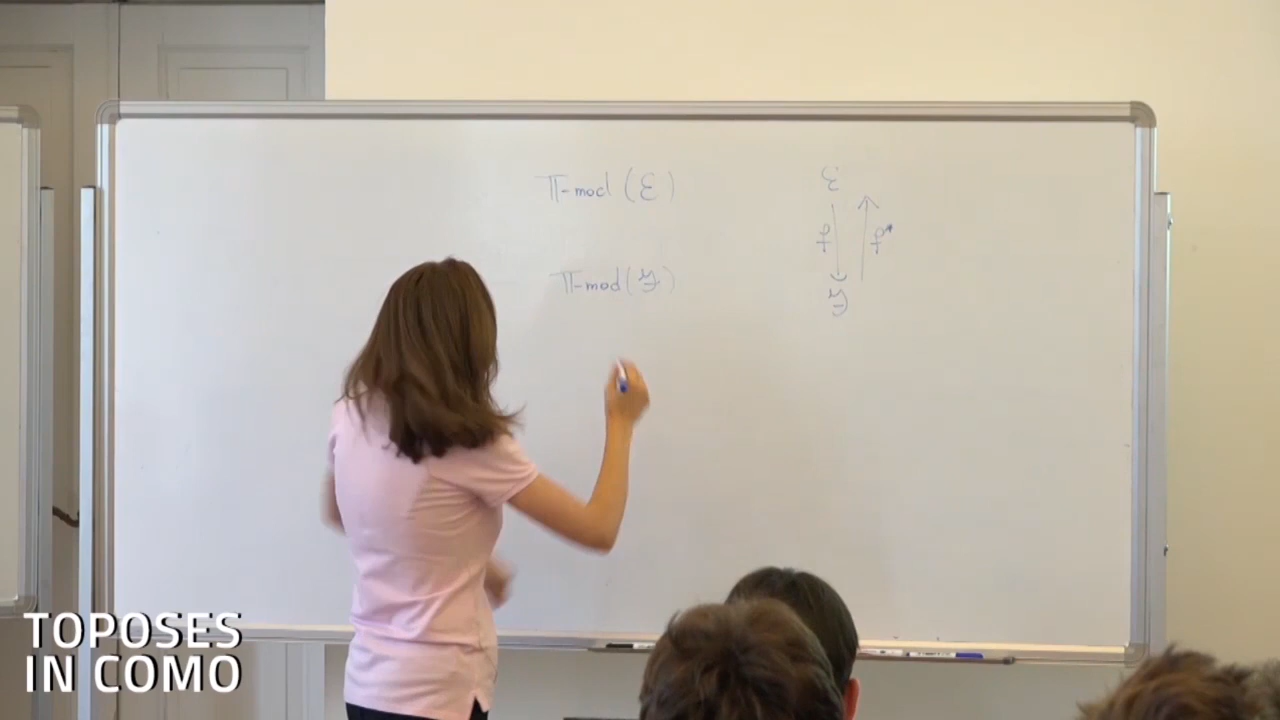 𝕋-mod (ℰ)
ℰ
f f*
𝕋-mod(ℱ)
ℱ
TOPOSES
IN COMO